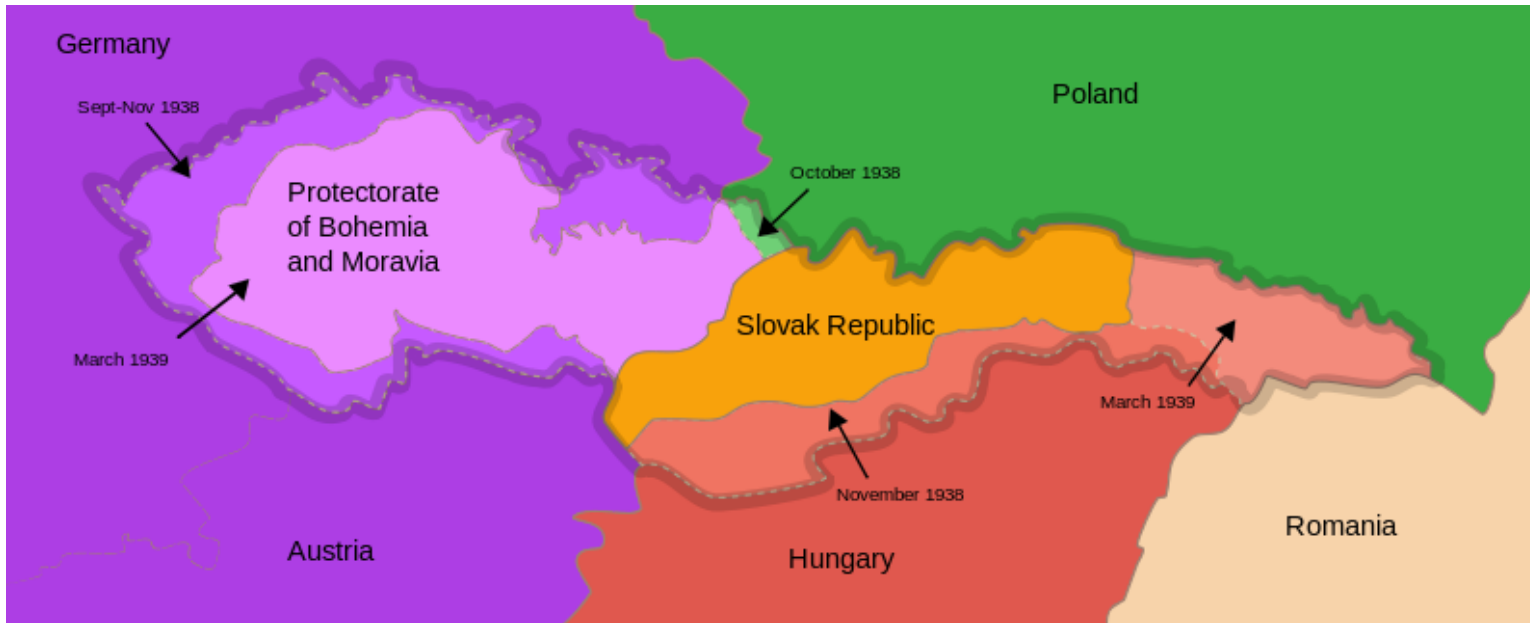 Germany
Poland
Sept-Nov 1938
October 1938
Protectorate
of Bohemia
and Moravia
Slovak Republic
March 1939
March 1939
November 1938
Romania
Austria
Hungary